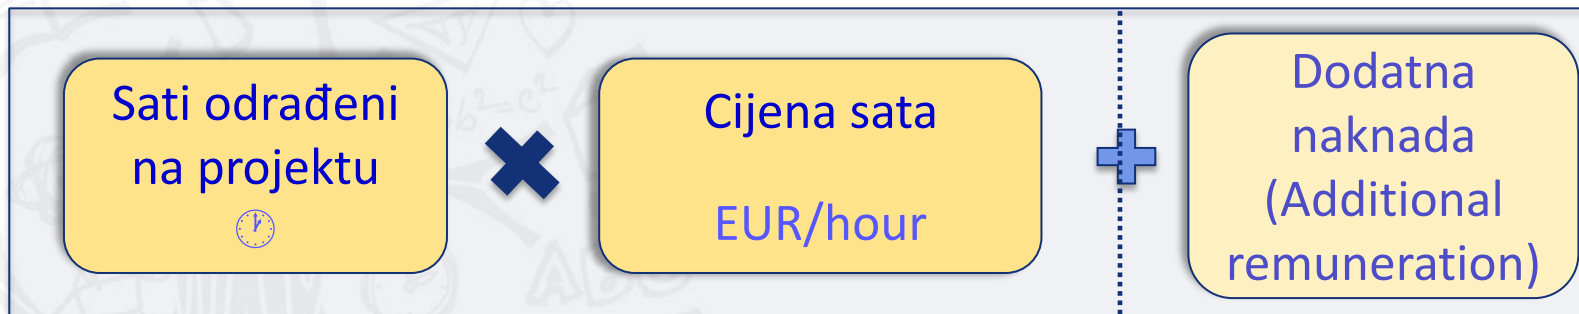 Sati odrađeni
na projektu
Cijena sata
EUR/hour
Dodatna
naknada
(Additional
remuneration)